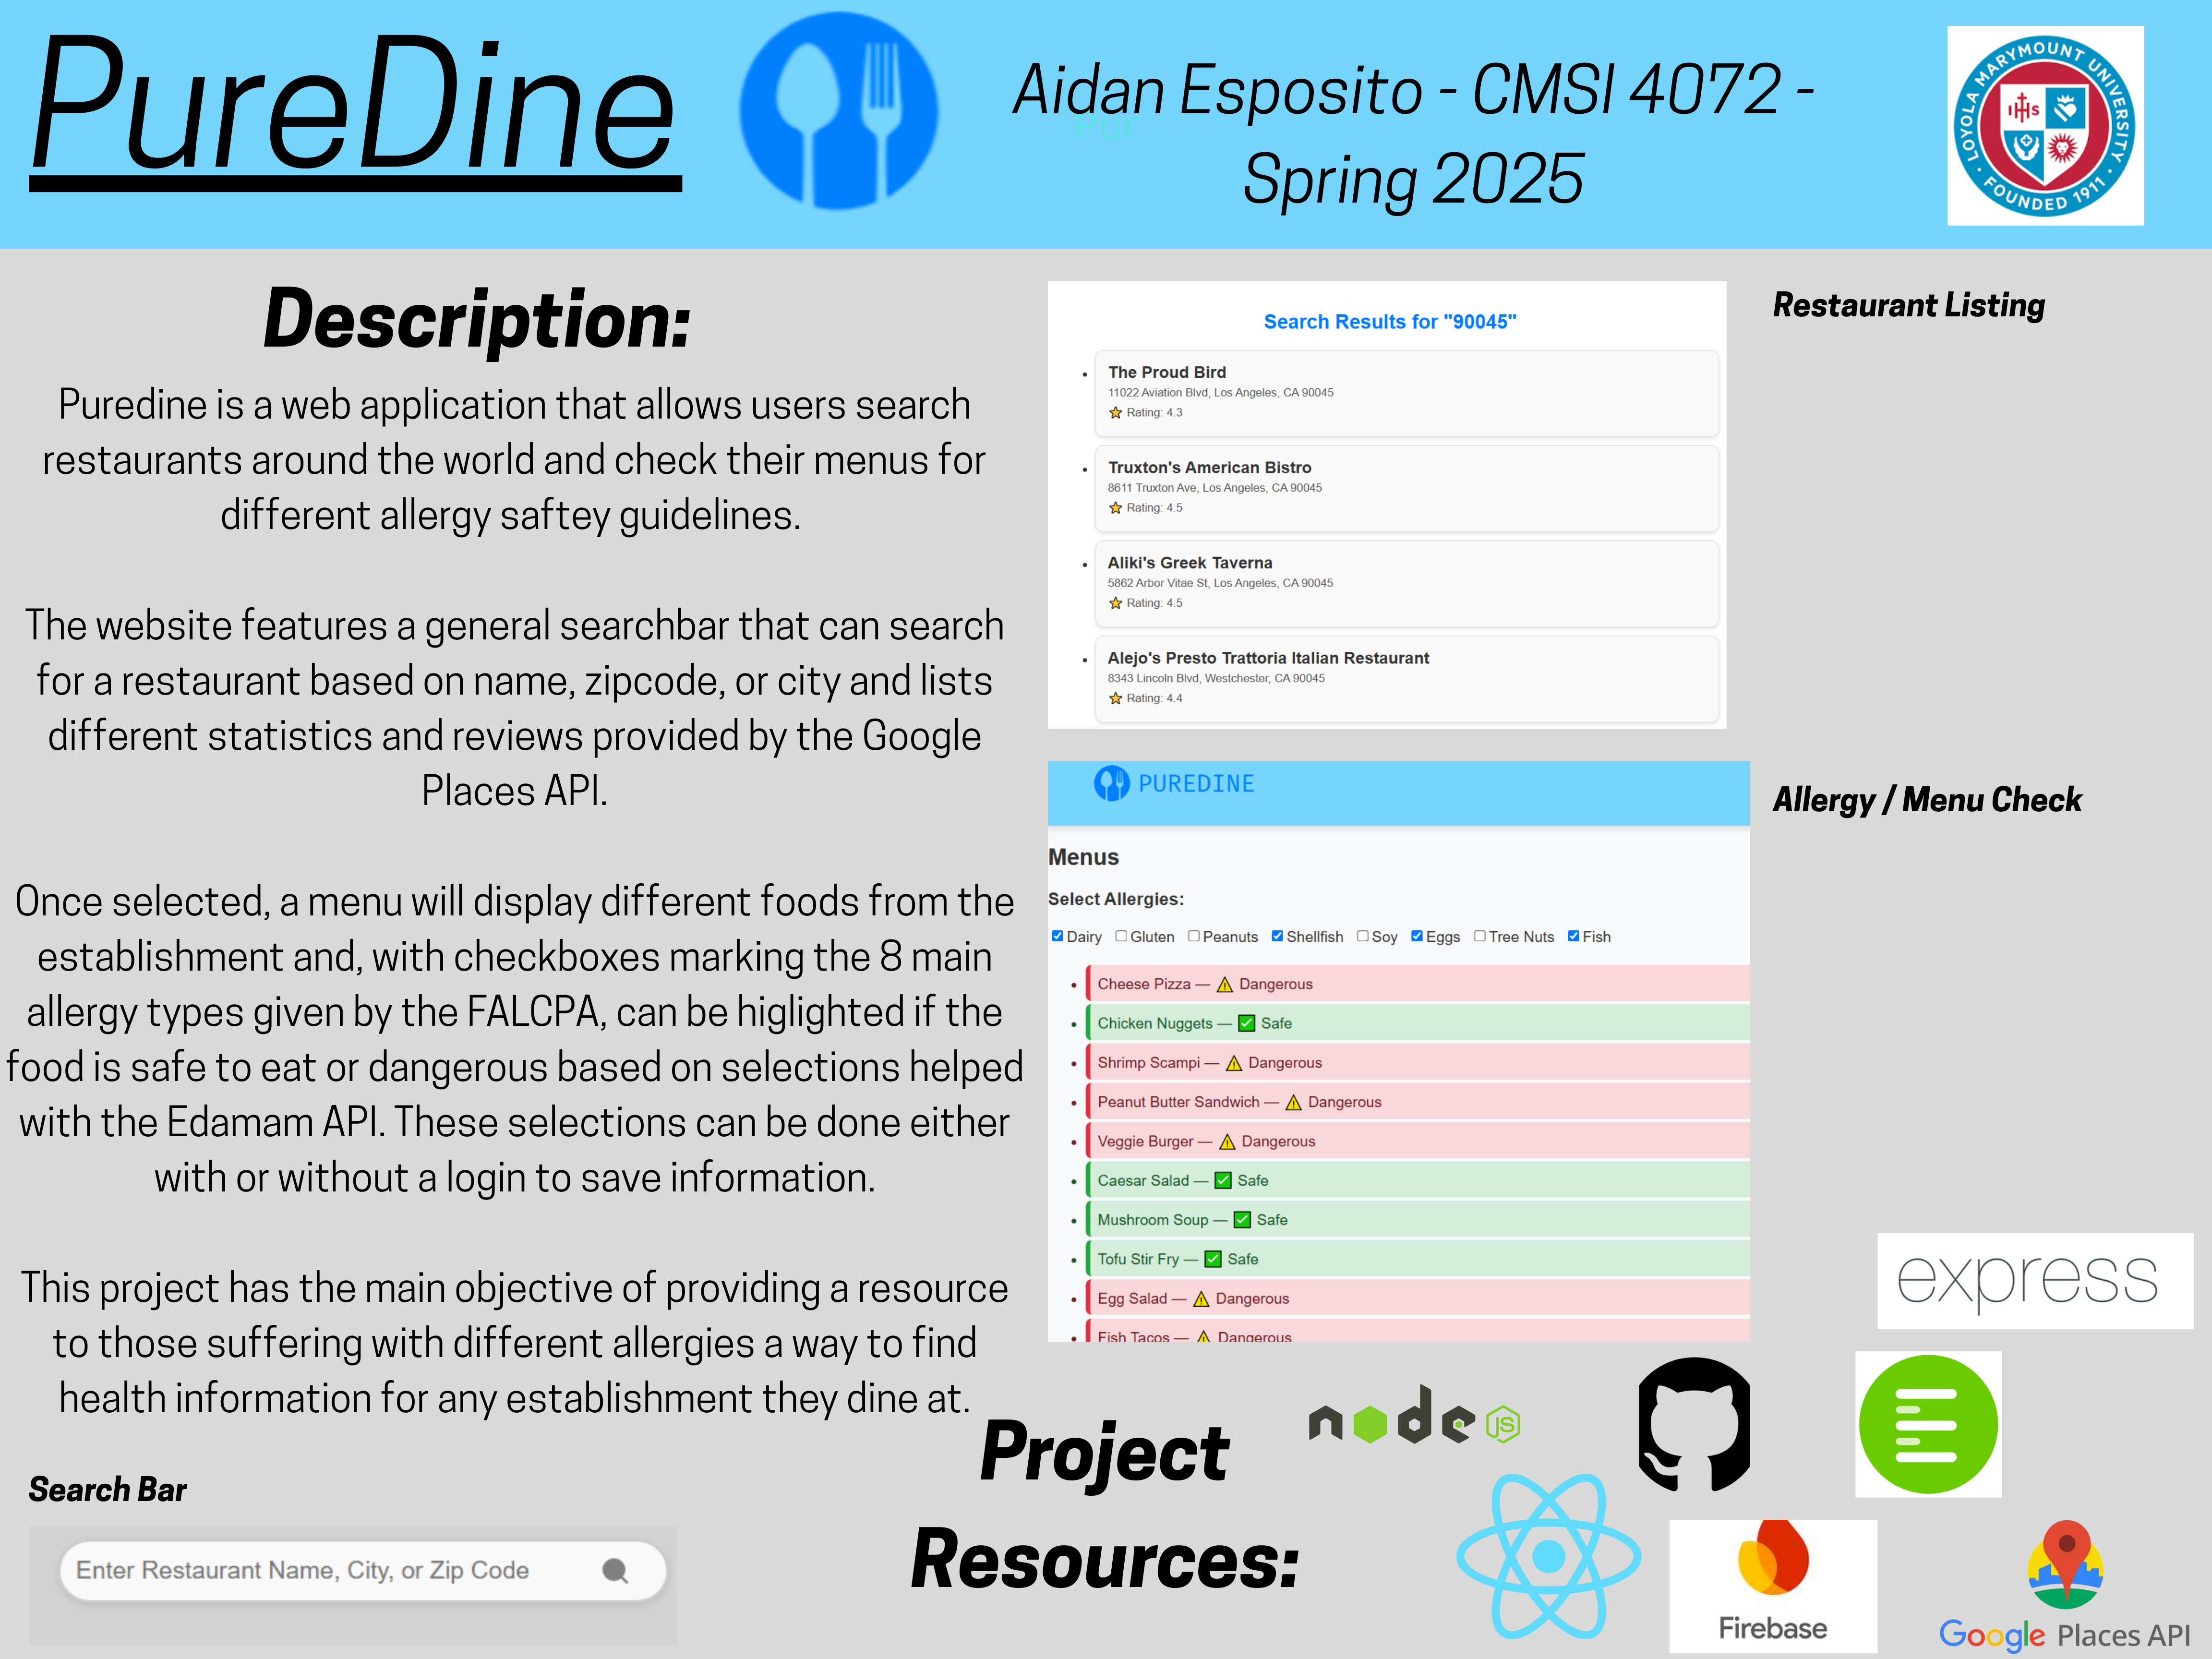 PureDine
Aidan Esposito - CMSI 4072 -
Pur
Spring 2025
LOYOLA MARYMOUNT UNIVERSITY
IHS
• FOUNDED 1911 •
Description:
Puredine is a web application that allows users search
restaurants around the world and check their menus for
different allergy saftey guidelines.
The website features a general searchbar that can search
for a restaurant based on name, zipcode, or city and lists
different statistics and reviews provided by the Google
Places API.
Once selected, a menu will display different foods from the
establishment and, with checkboxes marking the 8 main
allergy types given by the FALCPA, can be higlighted if the
food is safe to eat or dangerous based on selections helped
with the Edamam API. These selections can be done either
with or without a login to save information.
This project has the main objective of providing a resource
to those suffering with different allergies a way to find
health information for any establishment they dine at.
Search Bar
Enter Restaurant Name, City, or Zip Code
Restaurant Listing
Search Results for "90045"
The Proud Bird
11022 Aviation Blvd, Los Angeles, CA 90045
⭐ Rating: 4.3
Truxton's American Bistro
8611 Truxton Ave, Los Angeles, CA 90045
⭐ Rating: 4.5
Aliki's Greek Taverna
5862 Arbor Vitae St, Los Angeles, CA 90045
⭐ Rating: 4.5
Alejo's Presto Trattoria Italian Restaurant
8343 Lincoln Blvd, Westchester, CA 90045
⭐ Rating: 4.4
Allergy / Menu Check
PUREDINE
Menus
Select Allergies:
Dairy Gluten Peanuts Shellfish Soy Eggs Tree Nuts Fish
Cheese Pizza — ⚠️ Dangerous
Chicken Nuggets — ✅ Safe
Shrimp Scampi — ⚠️ Dangerous
Peanut Butter Sandwich — ⚠️ Dangerous
Veggie Burger — ⚠️ Dangerous
Caesar Salad — ✅ Safe
Mushroom Soup — ✅ Safe
Tofu Stir Fry — ✅ Safe
Egg Salad — ⚠️ Dangerous
Fish Tacos — ⚠️ Dangerous
Project
Resources:
node JS
express
Firebase
Google Places API